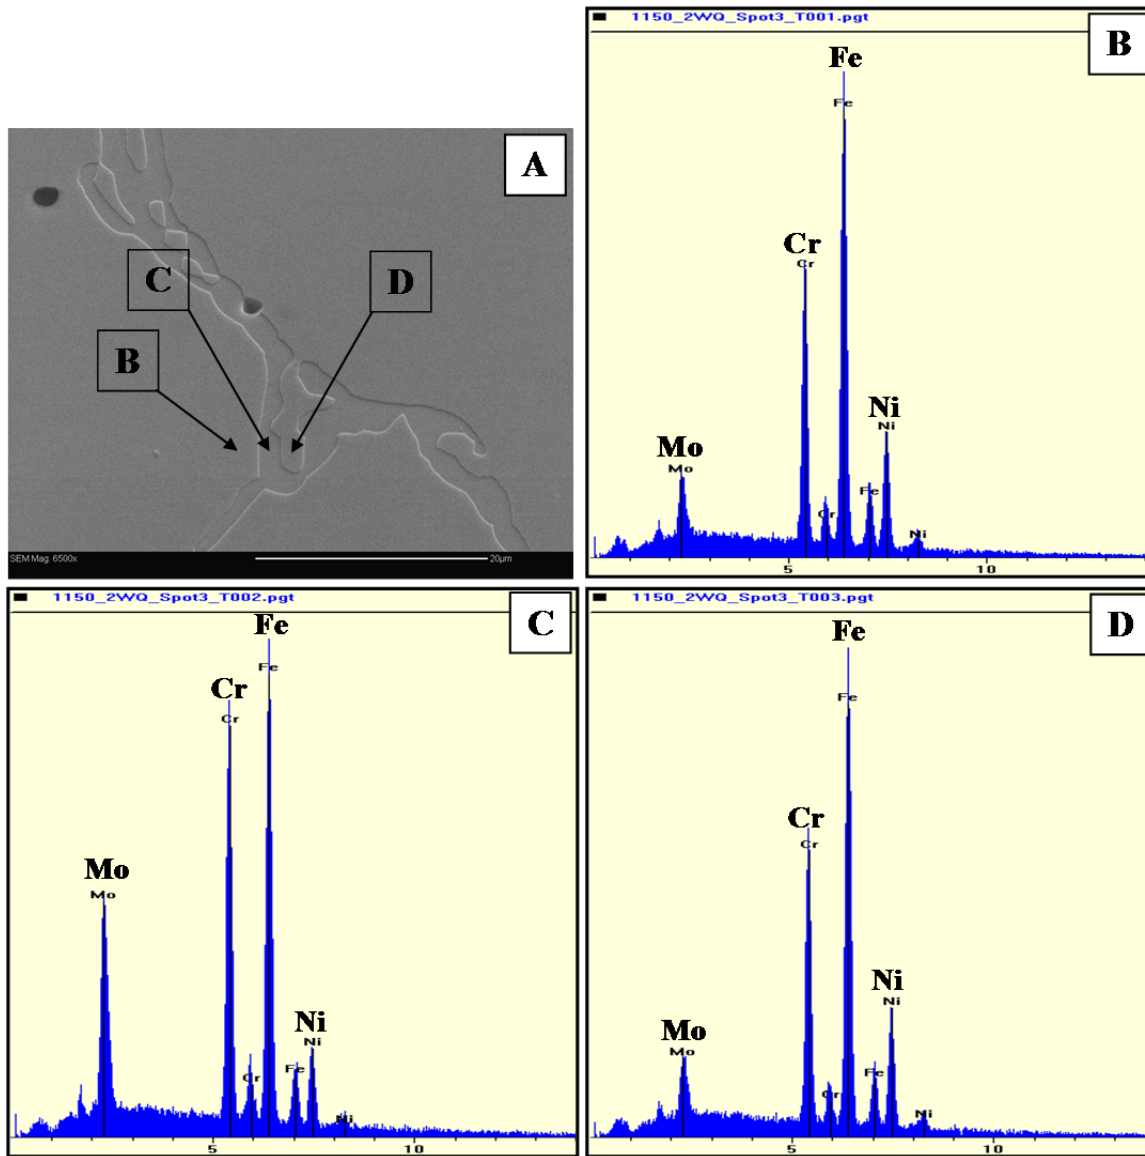 1150_2WQ_Spot3_T001.pgt
B
Fe
Fe
A
Cr
Cr
C
D
B
Ni
Ni
Mo
Mo
Fe
Cr
Ni
SEM Mag: 6500x
20µm
5
10
1150_2WQ_Spot3_T002.pgt
C
Fe
Fe
Cr
Cr
Mo
Mo
Ni
Ni
Cr
Fe
Ni
5
10
1150_2WQ_Spot3_T003.pgt
D
Fe
Fe
Cr
Cr
Ni
Ni
Mo
Mo
Fe
Cr
Ni
5
10